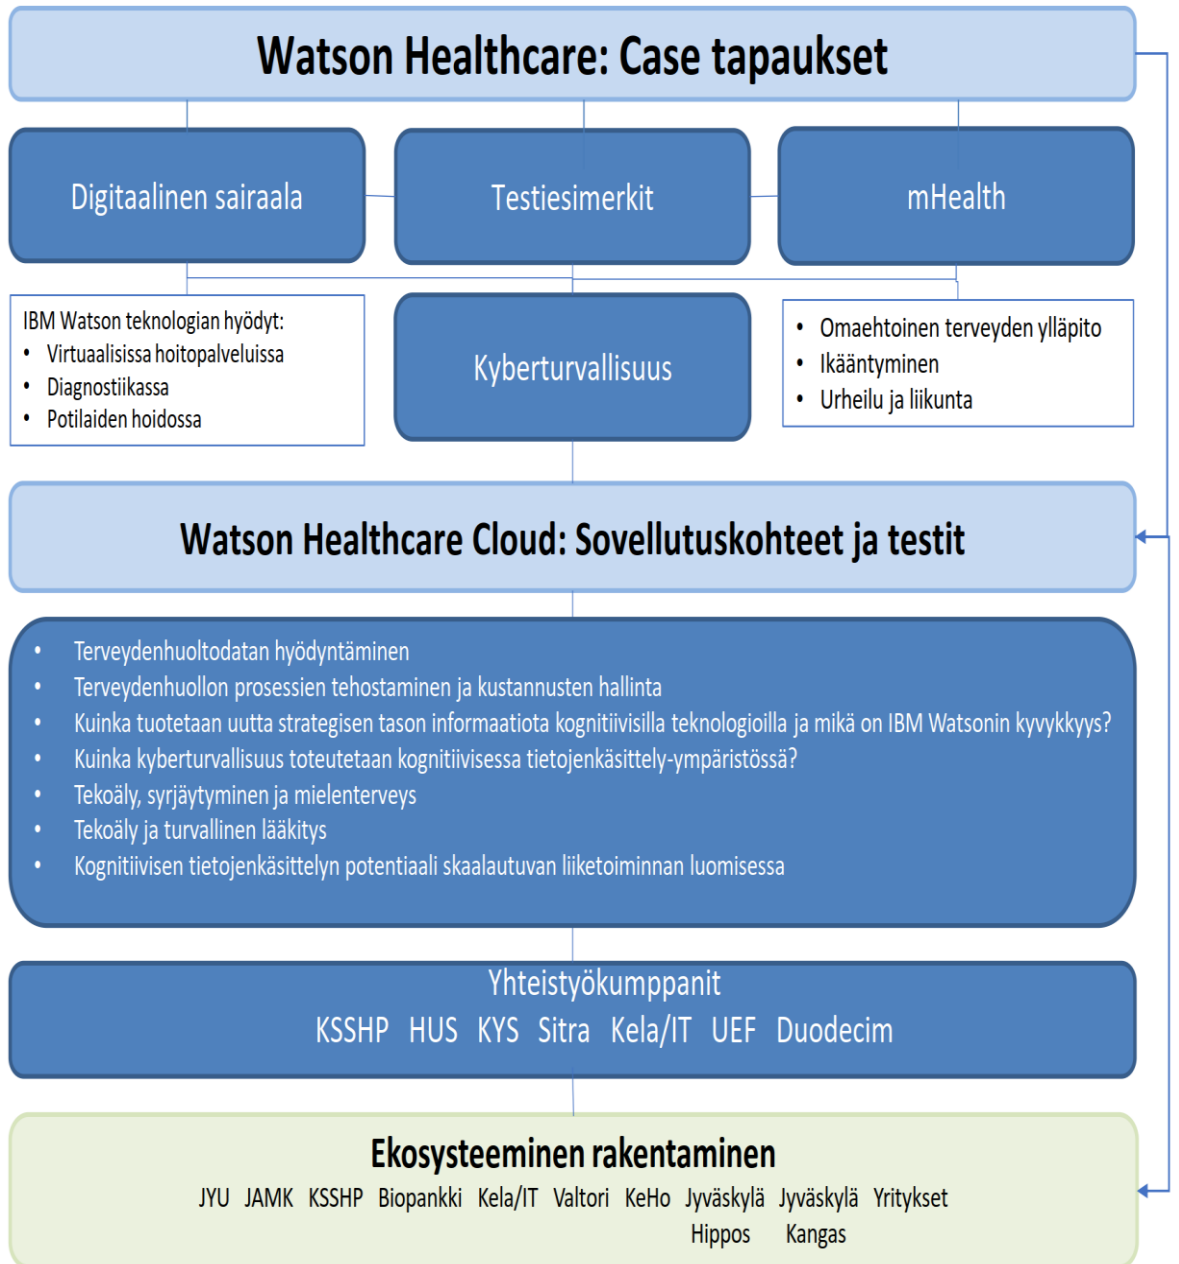 Watson Healthcare: Case tapaukset
Digitaalinen sairaala
Testiesimerkit
mHealth
IBM Watson teknologian hyödyt:
• Virtuaalisissa hoitopalveluissa
• Diagnostiikassa
• Potilaiden hoidossa
Kyberturvallisuus
• Omaehtoinen terveyden ylläpito
• Ikääntyminen
• Urheilu ja liikunta
Watson Healthcare Cloud: Sovellutuskohteet ja testit
• Terveydenhuoltodatan hyödyntäminen
• Terveydenhuollon prosessien tehostaminen ja kustannusten hallinta
• Kuinka tuotetaan uutta strategisen tason informaatiota kognitiivisilla teknologioilla ja mikä on IBM Watsonin kyvykkyys?
• Kuinka kyberturvallisuus toteutetaan kognitiivisessa tietojenkäsittely-ympäristössä?
• Tekoäly, syrjäytyminen ja mielenterveys
• Tekoäly ja turvallinen lääkitys
• Kognitiivisen tietojenkäsittelyn potentiaali skaalautuvan liiketoiminnan luomisessa
Yhteistyökumppanit
KSSHP HUS KYS Sitra Kela/IT UEF Duodecim
Ekosysteeminen rakentaminen
JYU JAMK KSSHP Biopankki Kela/IT Valtori KeHo Jyväskylä Jyväskylä Yritykset
Hippos Kangas